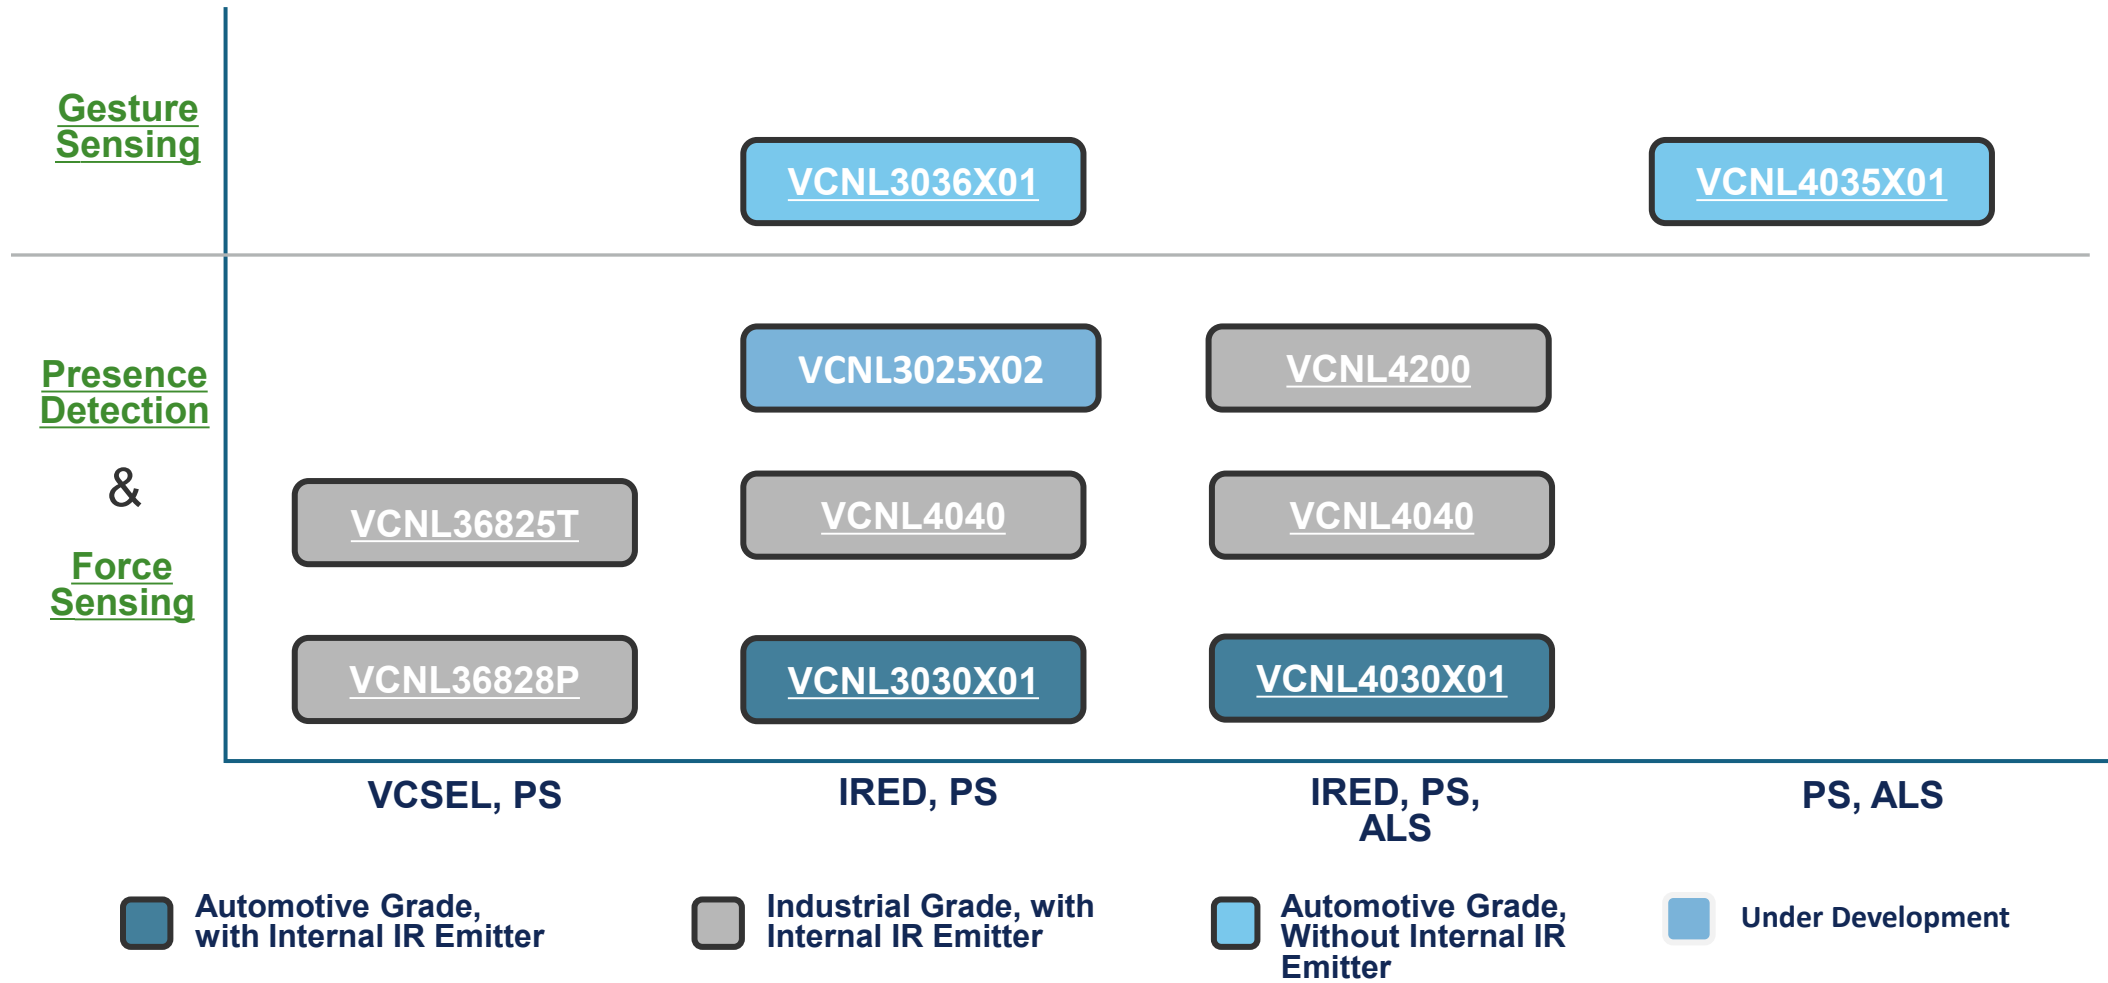 Gesture
Sensing
VCNL3036X01
VCNL4035X01
Presence
Detection
&
Force
Sensing
VCNL3025X02
VCNL4200
VCNL36825T
VCNL4040
VCNL4040
VCNL36828P
VCNL3030X01
VCNL4030X01
VCSEL, PS
IRED, PS
IRED, PS,
ALS
PS, ALS
Automotive Grade,
with Internal IR Emitter
Industrial Grade, with
Internal IR Emitter
Automotive Grade,
Without Internal IR
Emitter
Under Development